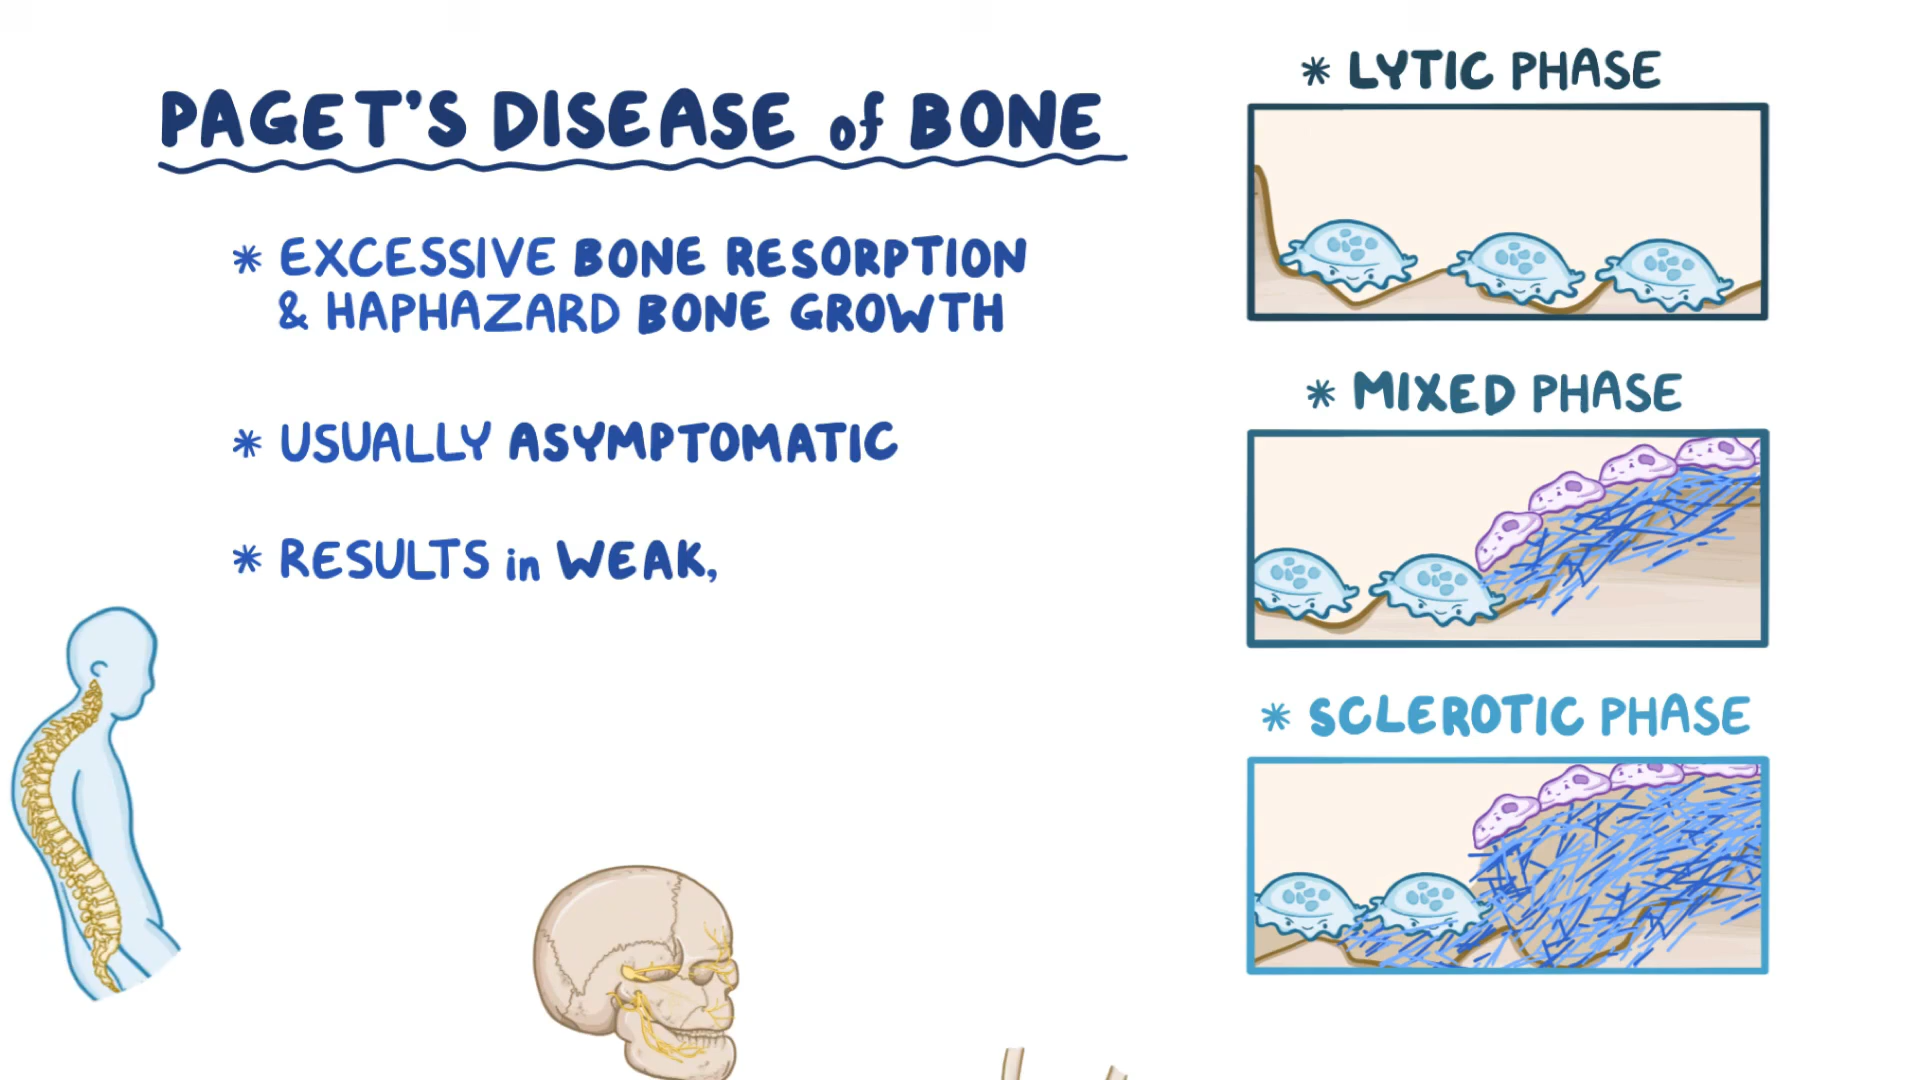 PAGET'S DISEASE of BONE
* EXCESSIVE BONE RESORPTION
& HAPHAZARD BONE GROWTH
* USUALLY ASYMPTOMATIC
* RESULTS in WEAK,
* LYTIC PHASE
* MIXED PHASE
* SCLEROTIC PHASE